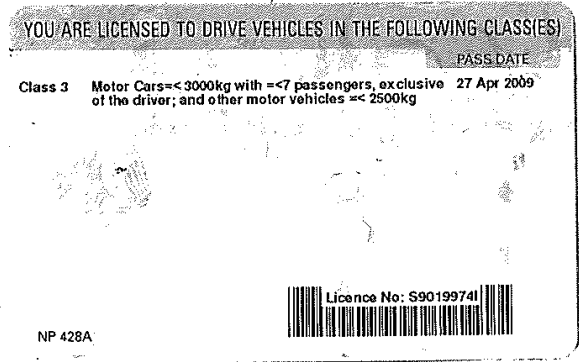 YOU ARE LICENSED TO DRIVE VEHICLES IN THE FOLLOWING CLASS(ES)
PASS DATE
Class 3 Motor Cars=< 3000kg with =<7 passengers, exclusive 27 Apr 2009
of the driver; and other motor vehicles =< 2500kg
Licence No: S9019974I
NP 428A